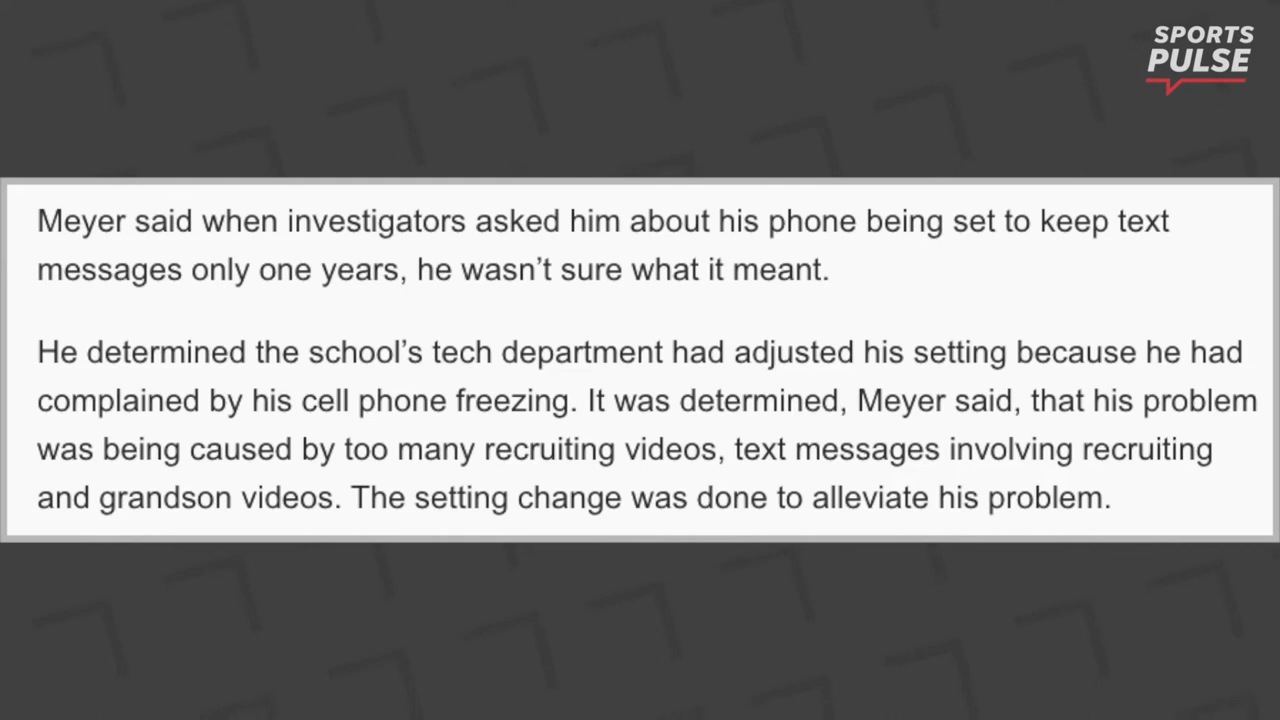 SPORTS
PULSE
Meyer said when investigators asked him about his phone being set to keep text
messages only one years, he wasn’t sure what it meant.
He determined the school’s tech department had adjusted his setting because he had
complained by his cell phone freezing. It was determined, Meyer said, that his problem
was being caused by too many recruiting videos, text messages involving recruiting
and grandson videos. The setting change was done to alleviate his problem.